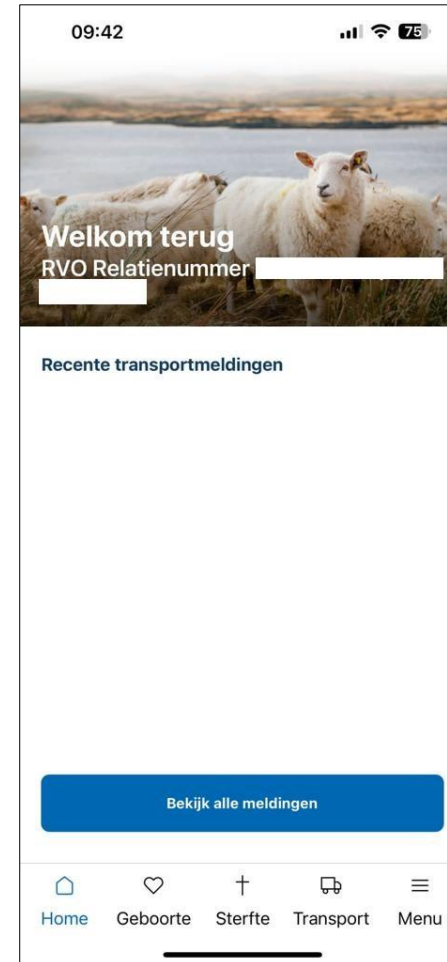 09:42
75
Welkom terug
RVO Relatienummer
Recente transportmeldingen
Bekijk alle meldingen
Home Geboorte Sterfte Transport Menu